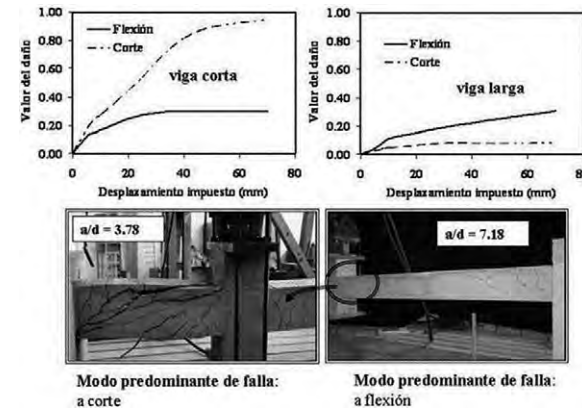 1.00
0.80
0.60
0.40
0.20
0.00
Valor del daño
Flexión
Corte
viga corta
0 20 40 60 80
Desplazamiento impuesto (mm)
1.00
0.80
0.60
0.40
0.20
0.00
Valor del daño
Flexión
Corte
viga larga
0 20 40 60 80
Desplazamiento impuesto (mm)
a/d = 3.78
a/d = 7.18
Modo predominante de falla:
a corte
Modo predominante de falla:
a flexión